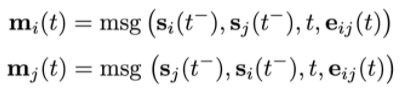 m_i(t) = msg (s_i(t⁻), s_j(t⁻), t, e_ij(t))
m_j(t) = msg (s_j(t⁻), s_i(t⁻), t, e_ij(t))